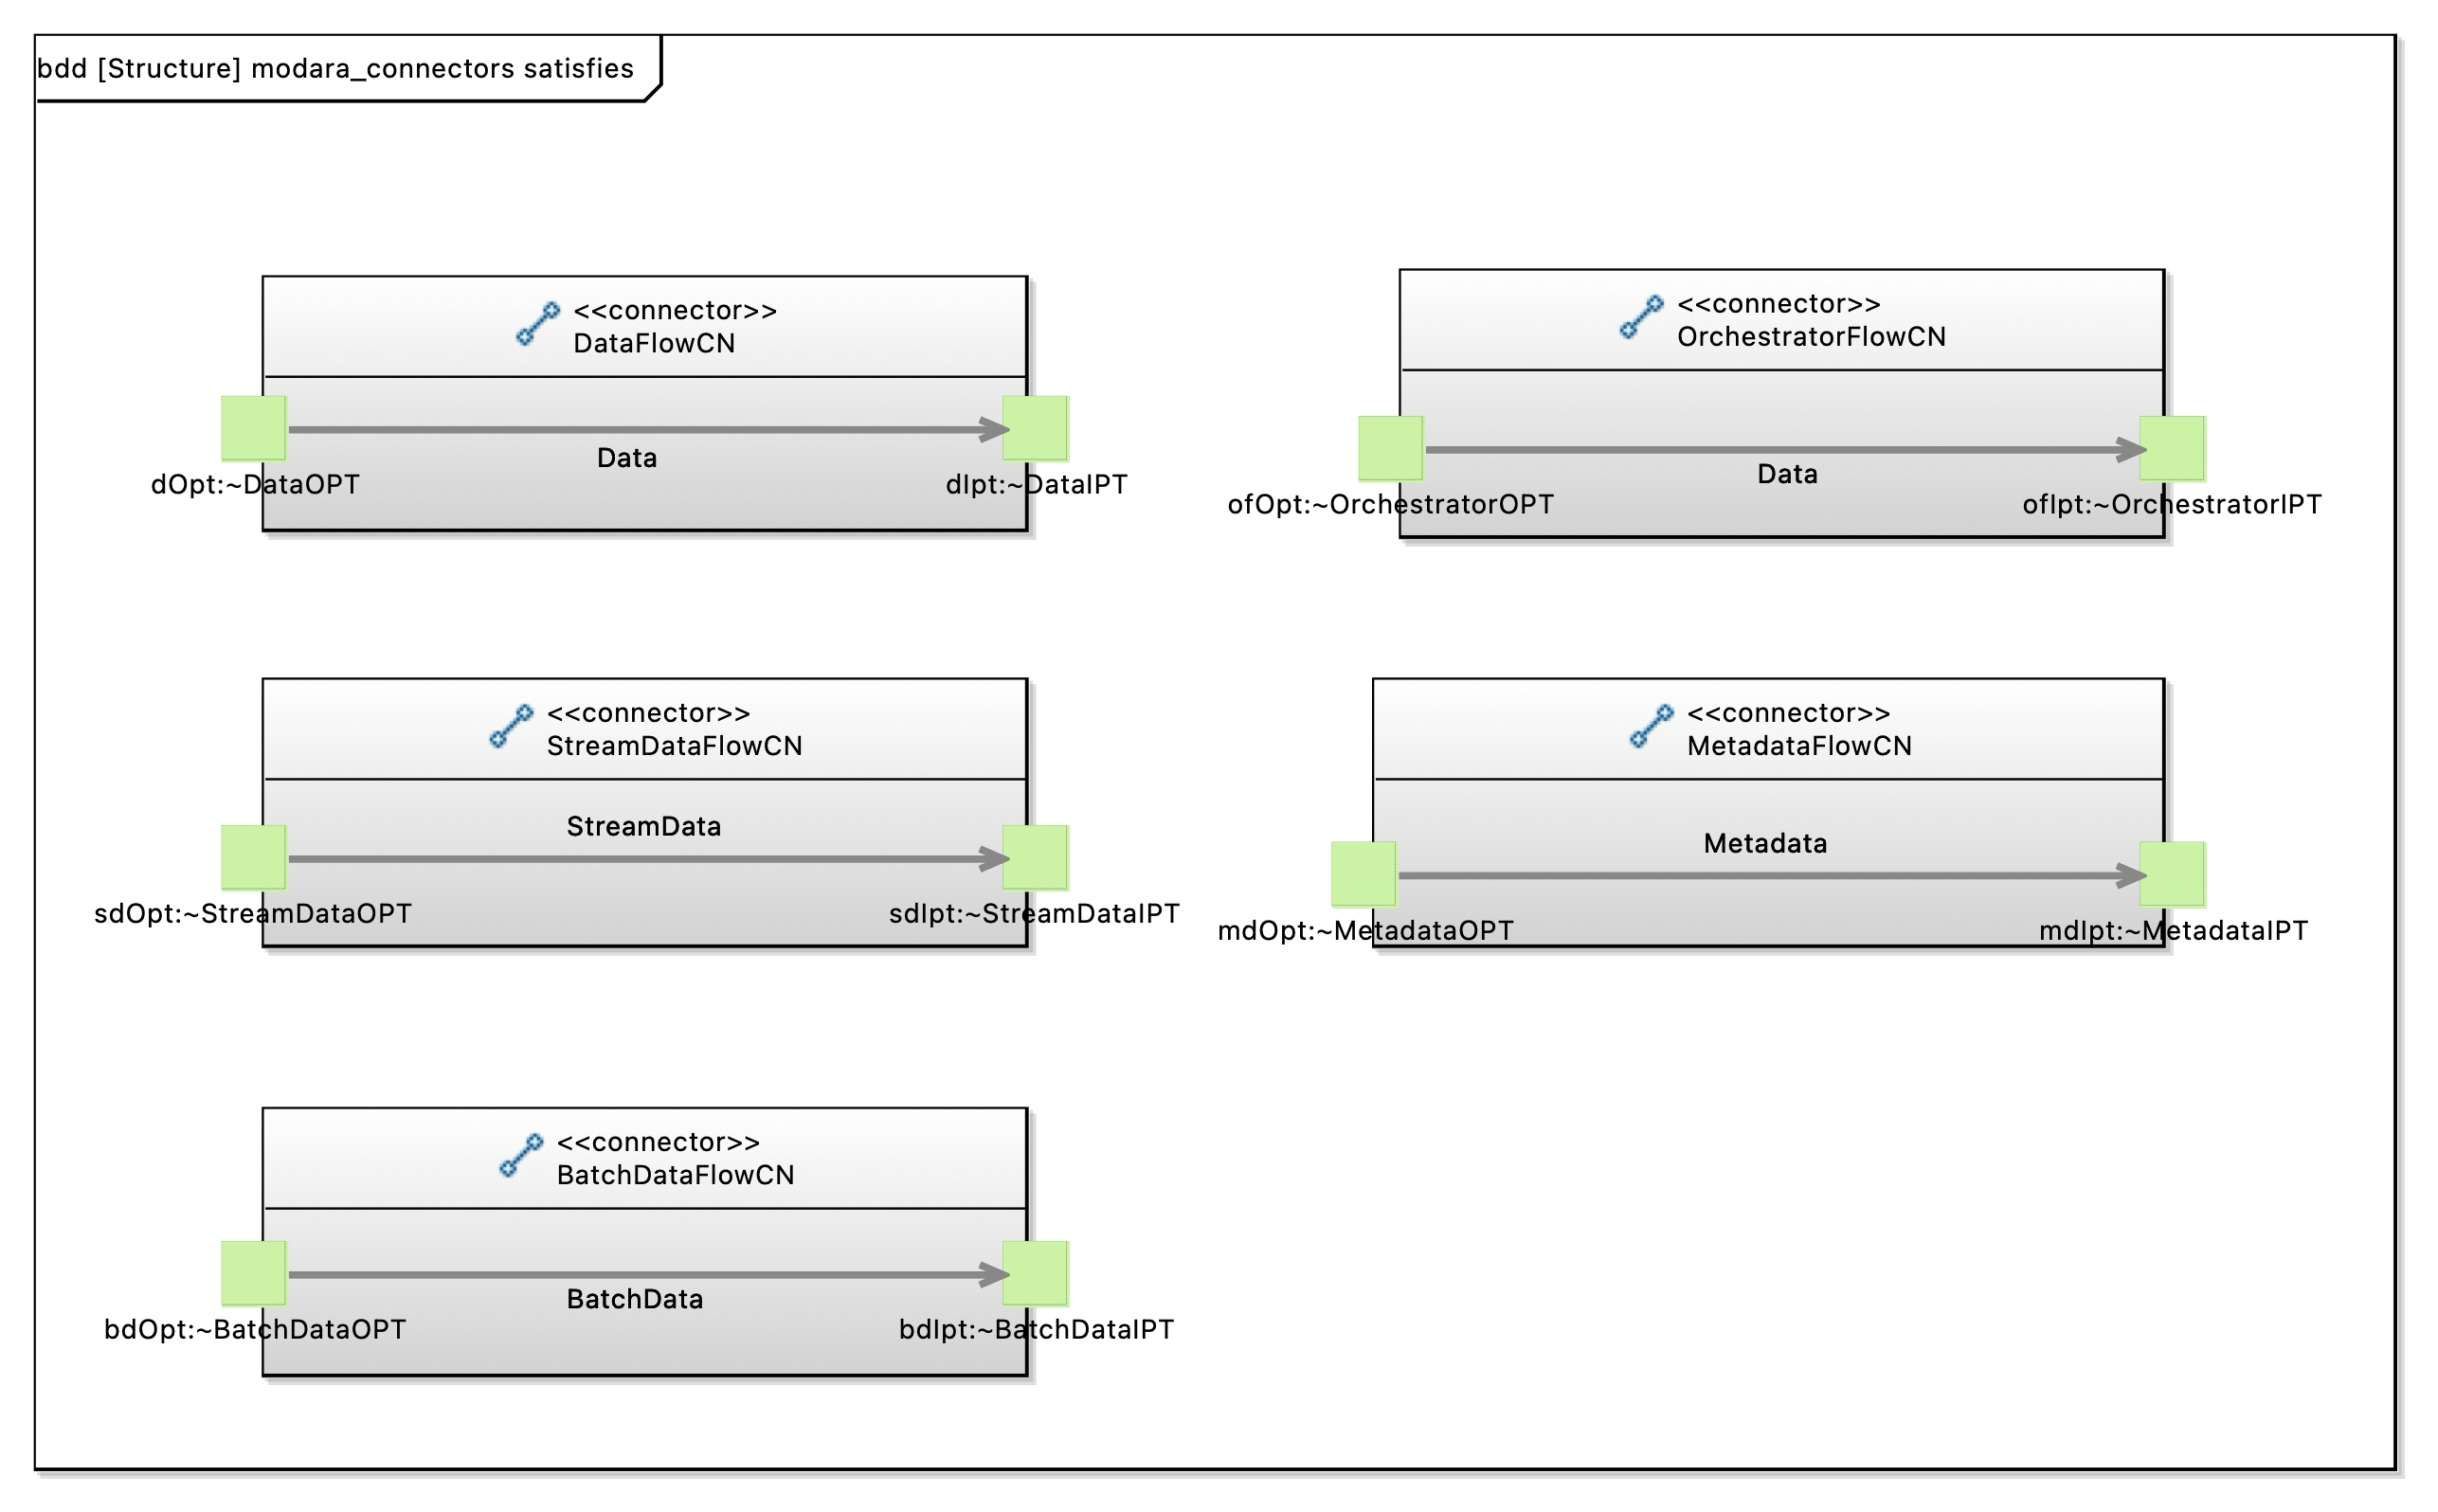 bdd [Structure] modara_connectors satisfies
<<connector>>
DataFlowCN
Data
dOpt:~DataOPT
dIpt:~DataIPT
<<connector>>
OrchestratorFlowCN
Data
ofOpt:~OrchestratorOPT
ofIpt:~OrchestratorIPT
<<connector>>
StreamDataFlowCN
StreamData
sdOpt:~StreamDataOPT
sdIpt:~StreamDataIPT
<<connector>>
MetadataFlowCN
Metadata
mdOpt:~MetadataOPT
mdIpt:~MetadataIPT
<<connector>>
BatchDataFlowCN
BatchData
bdOpt:~BatchDataOPT
bdIpt:~BatchDataIPT